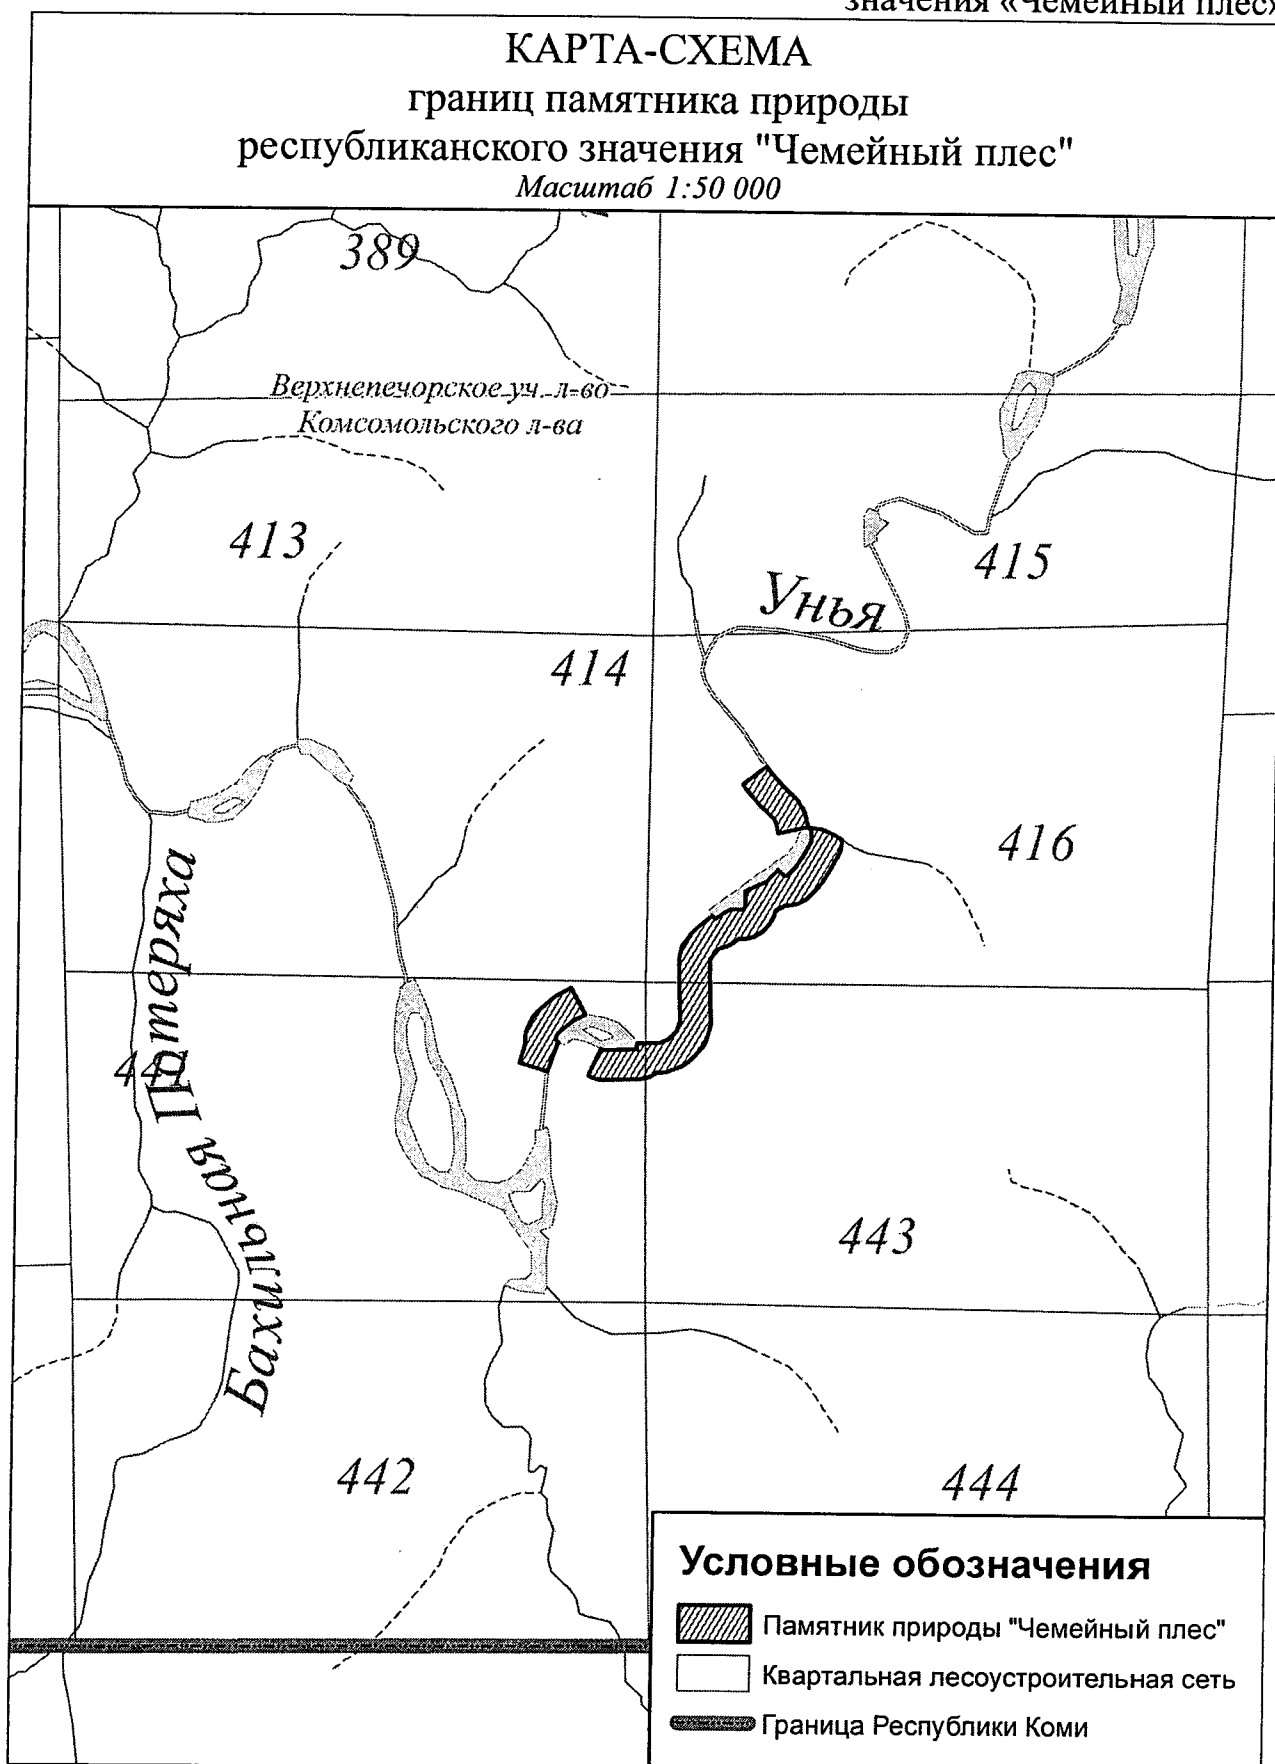 значения «Чемейный плес»
КАРТА-СХЕМА
границ памятника природы
республиканского значения "Чемейный плес"
Масштаб 1:50 000
389
Верхнепечорское уч. л-во
Комсомольского л-ва
413
415
Унья
414
416
Потеряха
441
Бахильная
443
442
444
Условные обозначения
Памятник природы "Чемейный плес"
Квартальная лесоустроительная сеть
Граница Республики Коми